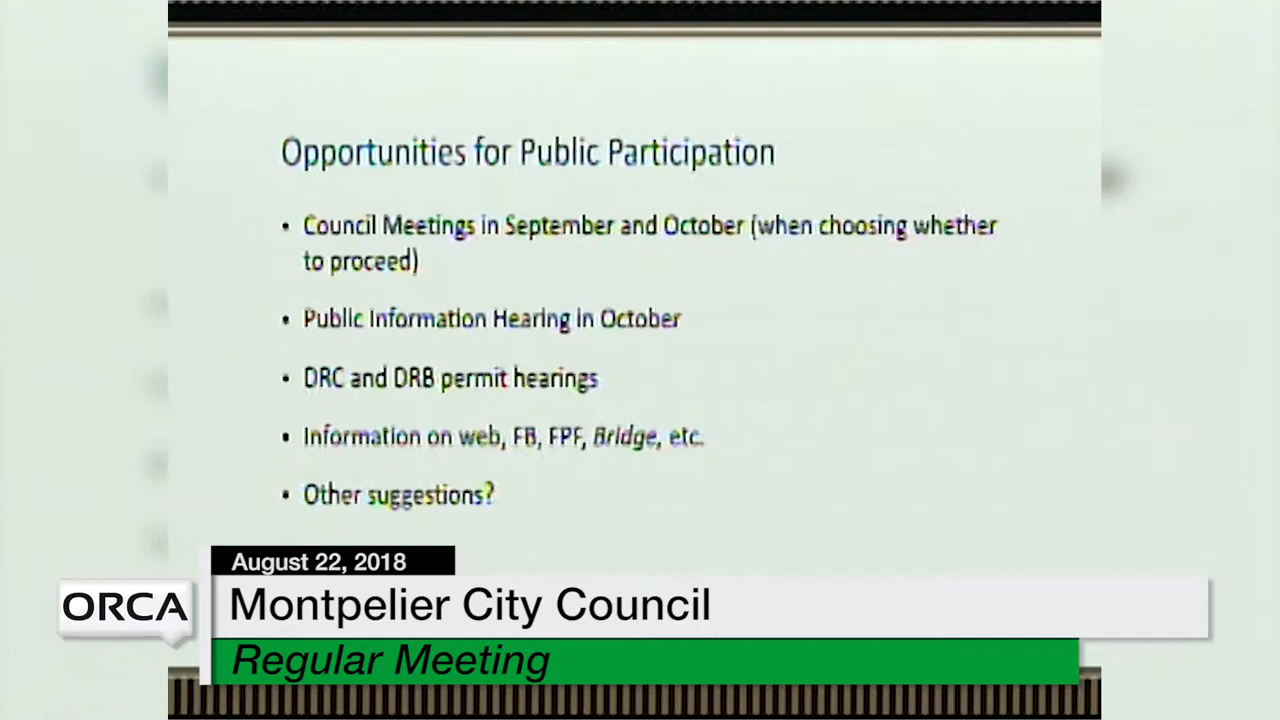 Opportunities for Public Participation
• Council Meetings in September and October (when choosing whether
to proceed)
• Public Information Hearing in October
• DRC and DRB permit hearings
• Information on web, FB, FPF, Bridge, etc.
• Other suggestions?
August 22, 2018
ORCA
Montpelier City Council
Regular Meeting